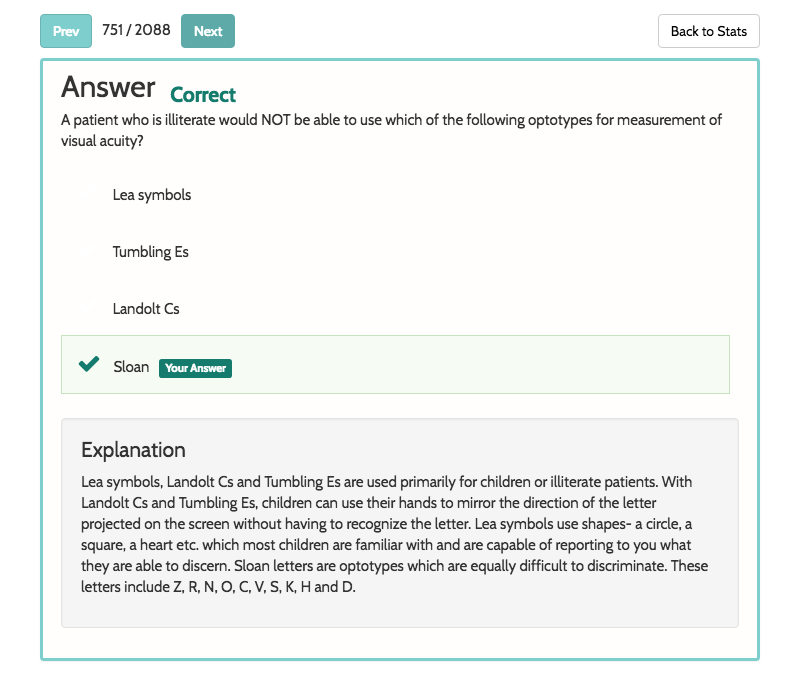 Prev 751 / 2088 Next Back to Stats
Answer Correct
A patient who is illiterate would NOT be able to use which of the following optotypes for measurement of
visual acuity?
Lea symbols
Tumbling Es
Landolt Cs
Sloan Your Answer
Explanation
Lea symbols, Landolt Cs and Tumbling Es are used primarily for children or illiterate patients. With
Landolt Cs and Tumbling Es, children can use their hands to mirror the direction of the letter
projected on the screen without having to recognize the letter. Lea symbols use shapes- a circle, a
square, a heart etc. which most children are familiar with and are capable of reporting to you what
they are able to discern. Sloan letters are optotypes which are equally difficult to discriminate. These
letters include Z, R, N, O, C, V, S, K, H and D.